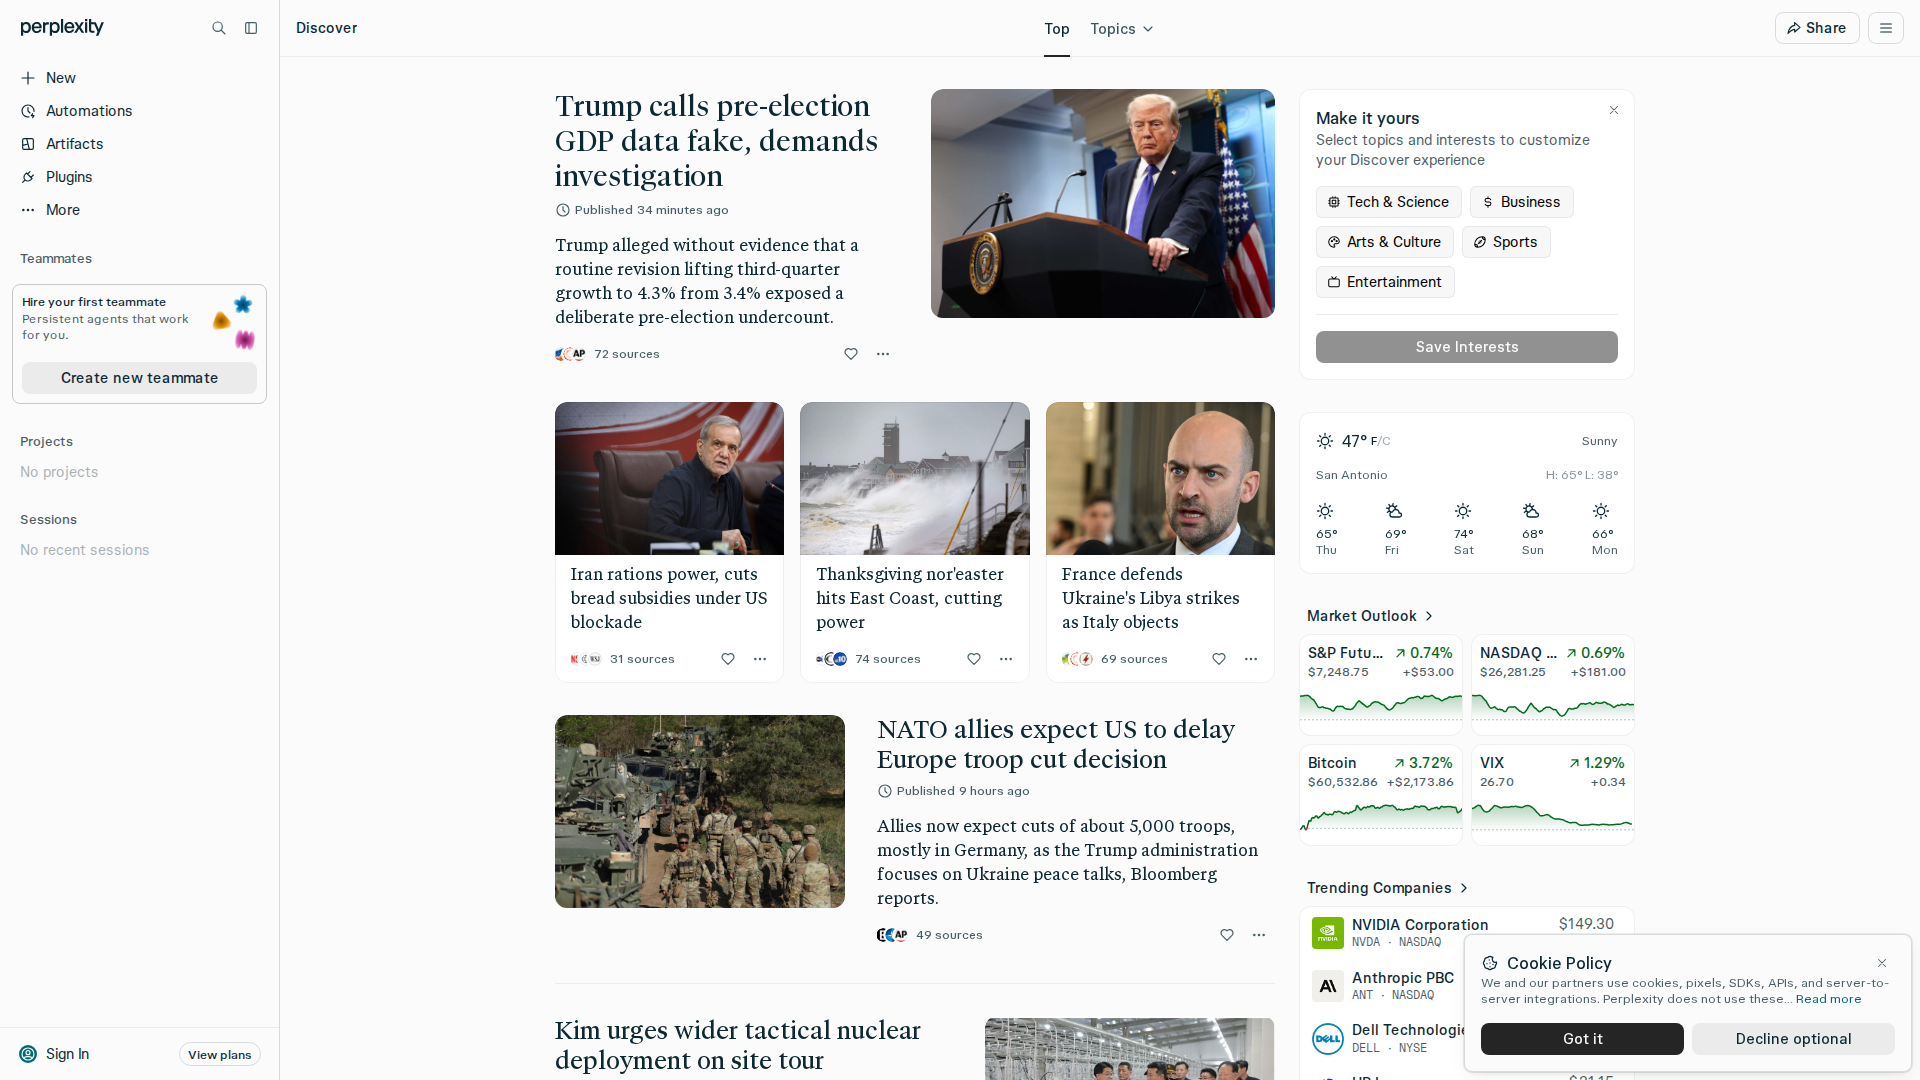 perplexity
New
Automations
Artifacts
Plugins
More
Teammates
Hire your first teammate
Persistent agents that work
for you.
Create new teammate
Projects
No projects
Sessions
No recent sessions
Sign In
View plans
Discover
Top
Topics
Share
Trump calls pre-election
GDP data fake, demands
investigation
Published 34 minutes ago
Trump alleged without evidence that a
routine revision lifting third-quarter
growth to 4.3% from 3.4% exposed a
deliberate pre-election undercount.
AP
72 sources
Iran rations power, cuts
bread subsidies under US
blockade
31 sources
Thanksgiving nor'easter
hits East Coast, cutting
power
74 sources
France defends
Ukraine's Libya strikes
as Italy objects
69 sources
NATO allies expect US to delay
Europe troop cut decision
Published 9 hours ago
Allies now expect cuts of about 5,000 troops,
mostly in Germany, as the Trump administration
focuses on Ukraine peace talks, Bloomberg
reports.
AP
49 sources
Kim urges wider tactical nuclear
deployment on site tour
Make it yours
Select topics and interests to customize
your Discover experience
Tech & Science
Business
Arts & Culture
Sports
Entertainment
Save Interests
47° F/C
Sunny
San Antonio
H: 65° L: 38°
65° 69° 74° 68° 66°
Thu Fri Sat Sun Mon
Market Outlook
S&P Futu... 0.74%
$7,248.75 +$53.00
NASDAQ ... 0.69%
$26,281.25 +$181.00
Bitcoin 3.72%
$60,532.86 +$2,173.86
VIX 1.29%
26.70 +0.34
Trending Companies
NVIDIA
NVIDIA Corporation
$149.30
NVDA · NASDAQ
Anthropic PBC
ANT · NASDAQ
DELL
Dell Technologie
DELL · NYSE
Cookie Policy
We and our partners use cookies, pixels, SDKs, APIs, and server-to-
server integrations. Perplexity does not use these... Read more
Got it
Decline optional